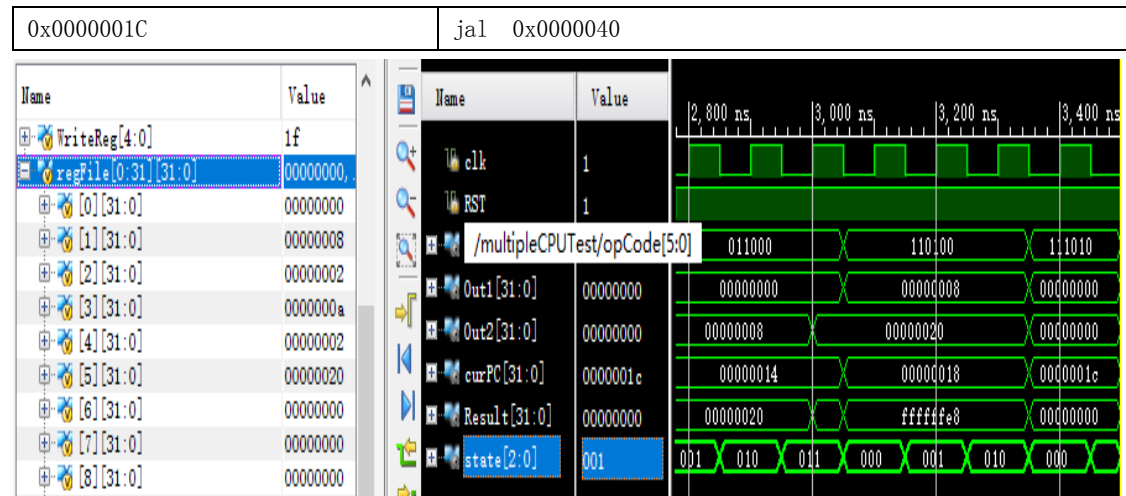 0x0000001C jal 0x0000040
Name Value
WriteReg[4:0] 1f
regFile[0:31][31:0] 00000000,
[0][31:0] 00000000
[1][31:0] 00000008
[2][31:0] 00000002
[3][31:0] 0000000a
[4][31:0] 00000002
[5][31:0] 00000020
[6][31:0] 00000000
[7][31:0] 00000000
[8][31:0] 00000000
Name Value
2,800 ns 3,000 ns 3,200 ns 3,400 ns
clk 1
RST 1
/multipleCPUTest/opCode[5:0] 011000 110100 111010
Out1[31:0] 00000000 00000000 00000008 00000000
Out2[31:0] 00000000 00000008 00000020 00000000
curPC[31:0] 0000001c 00000014 00000018 0000001c
Result[31:0] 00000000 00000020 ffffffe8 00000000
state[2:0] 001 001 010 011 000 001 010 000